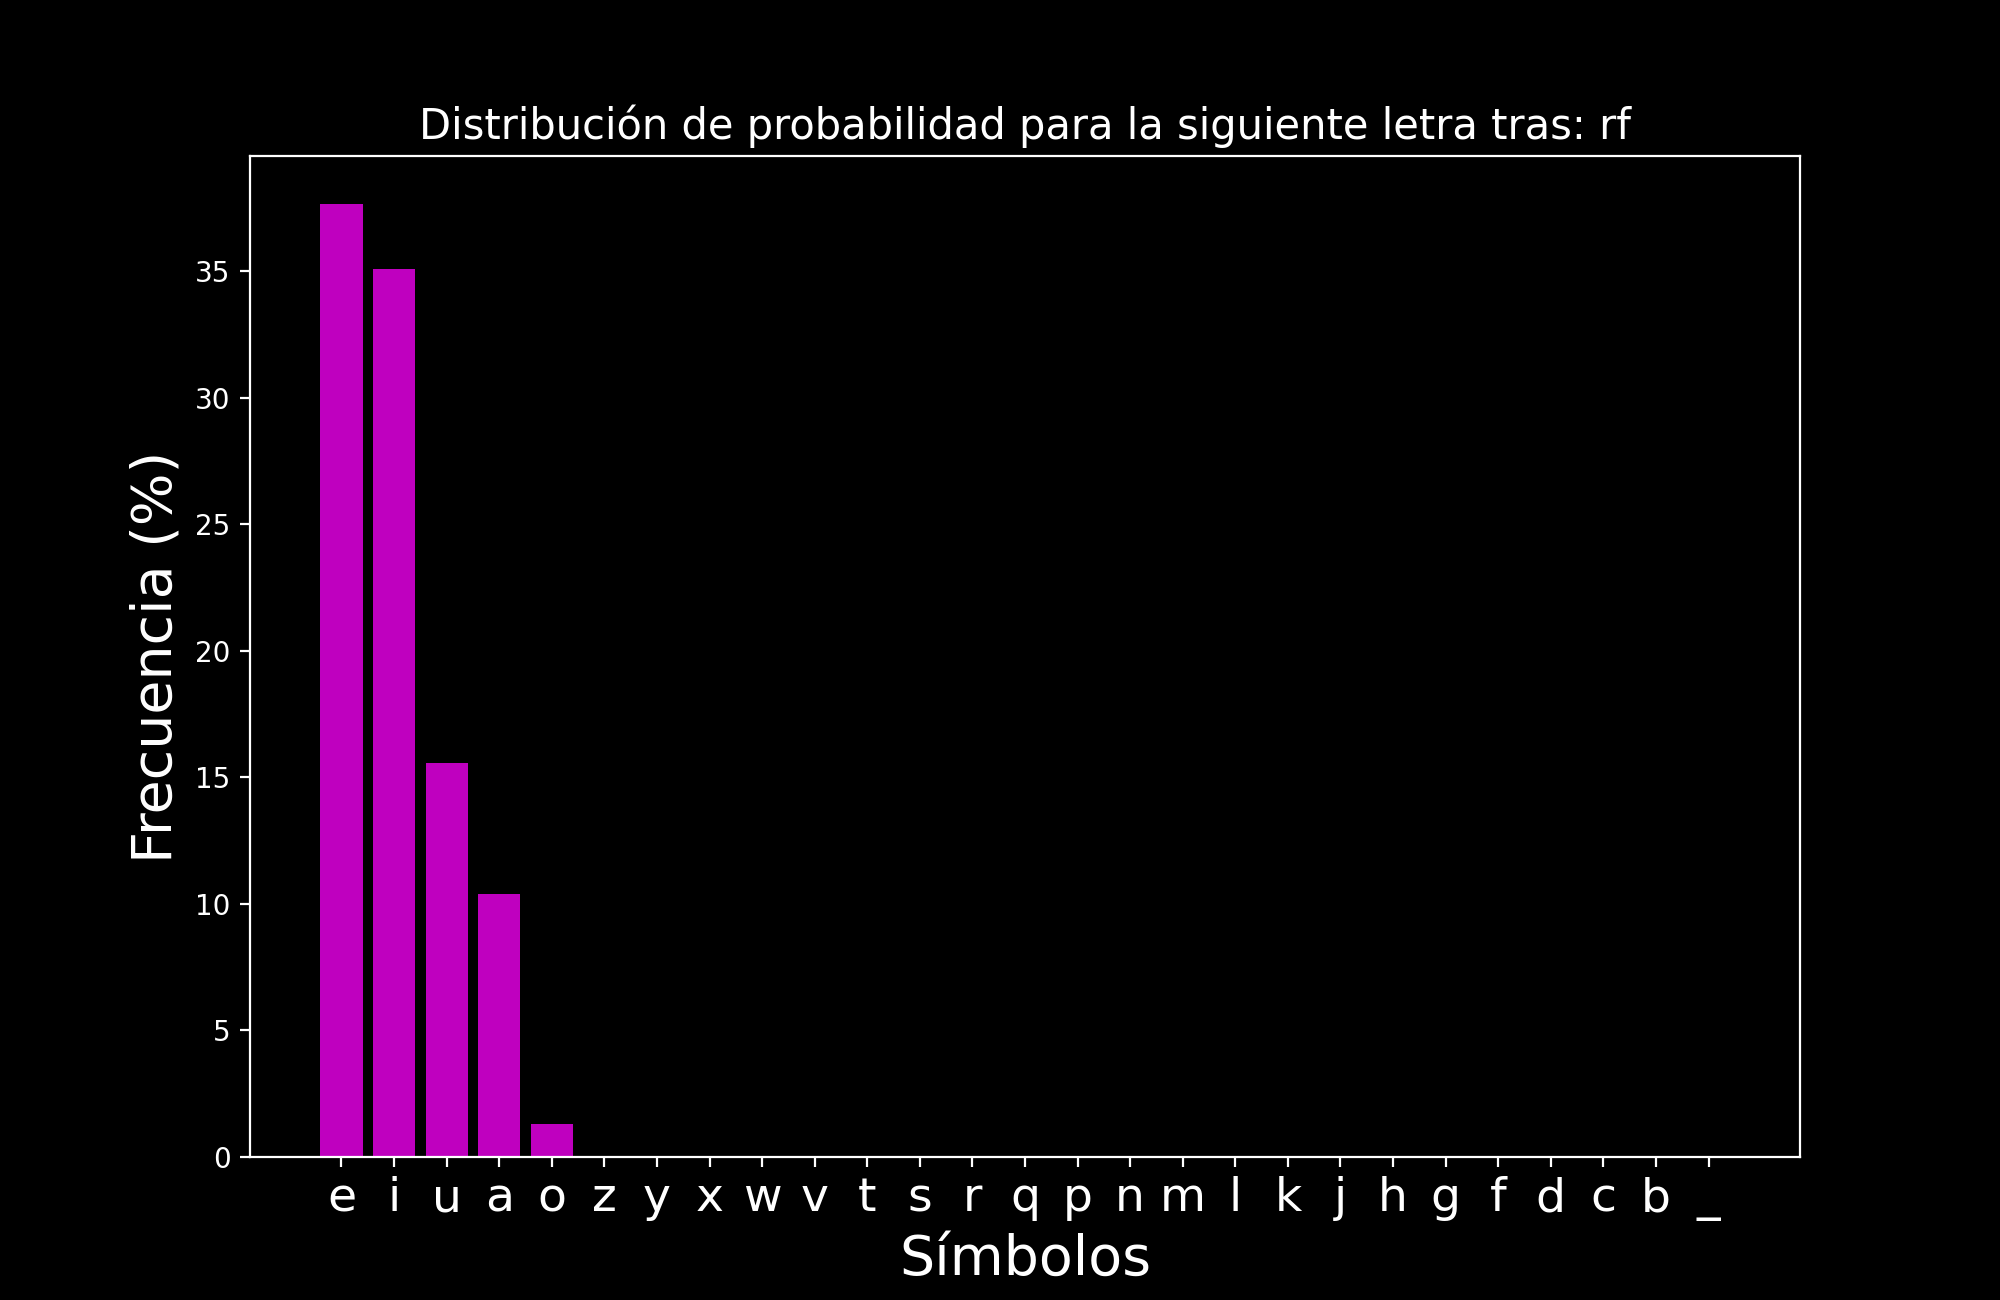 Distribución de probabilidad para la siguiente letra tras: rf
Frecuencia (%)
35
30
25
20
15
10
5
0
e i u a o z y x w v t s r q p n m l k j h g f d c b _
Símbolos